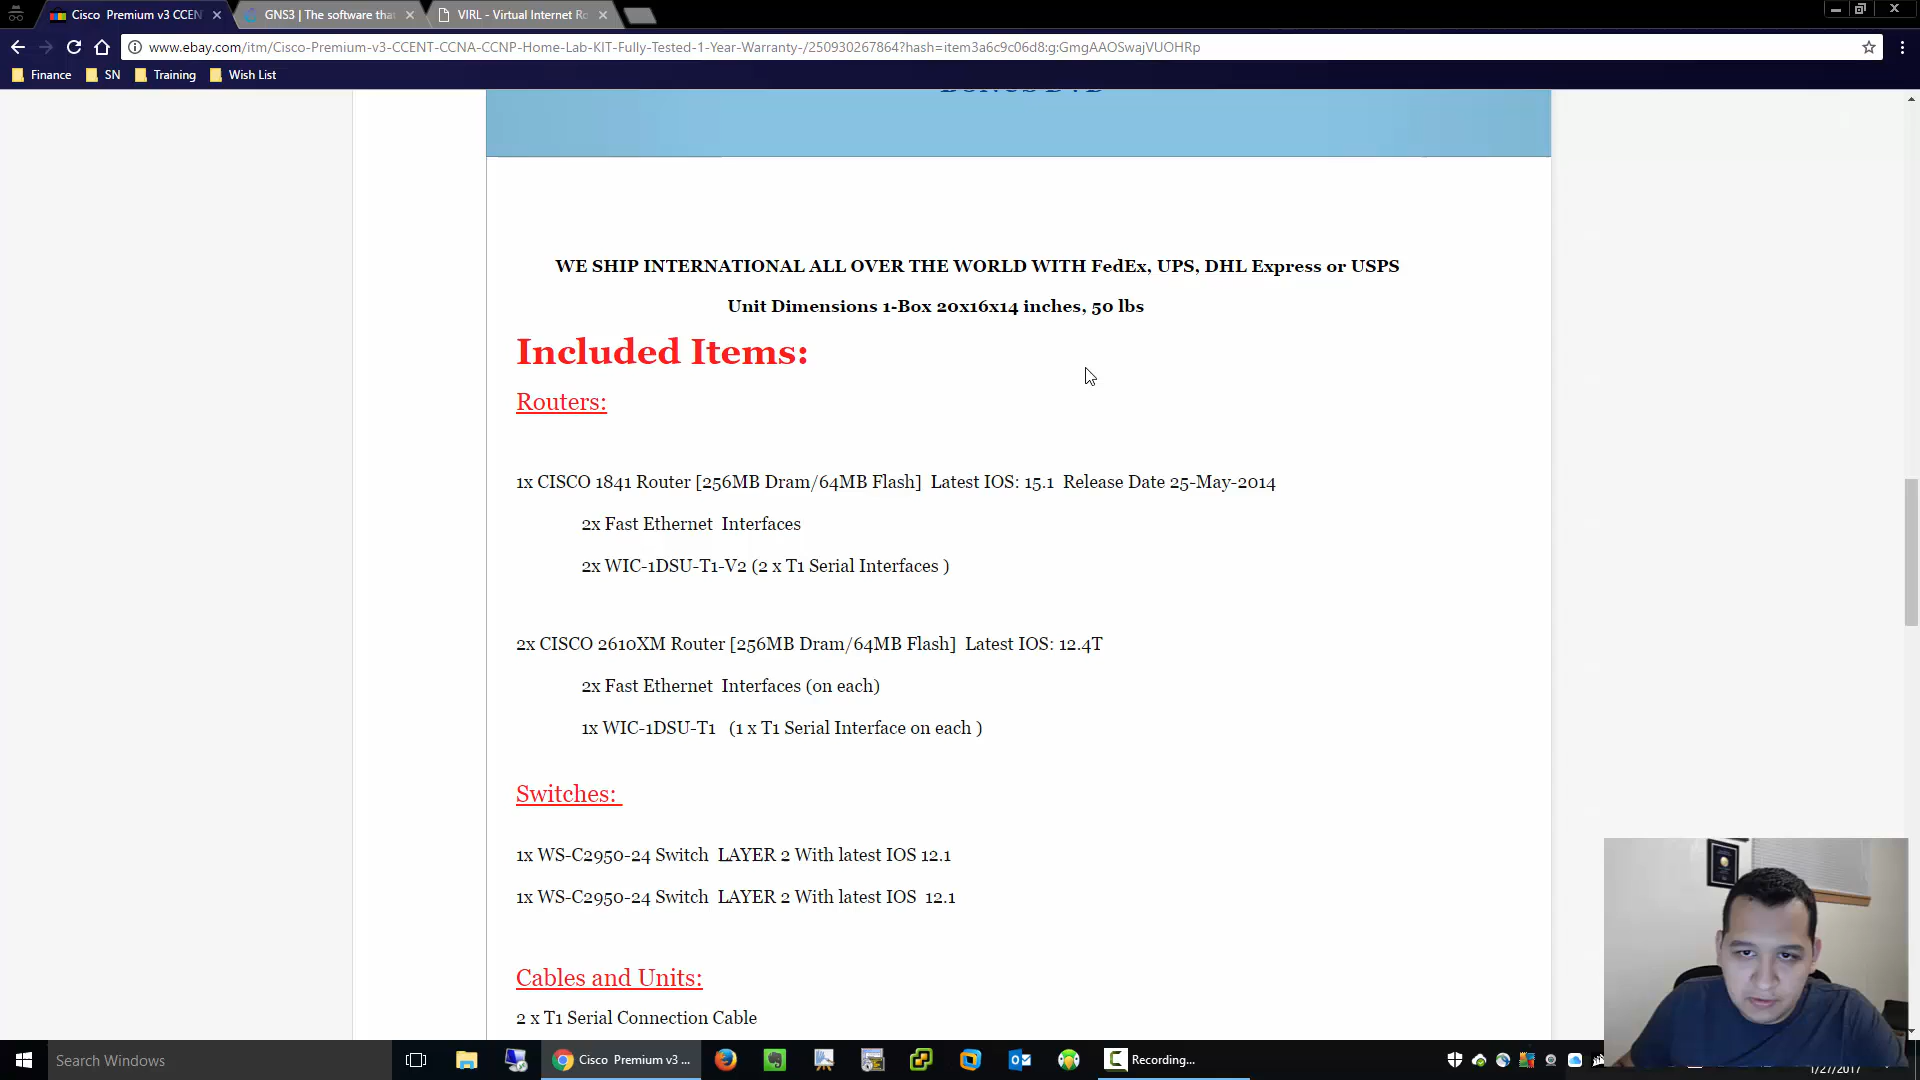 Cisco Premium v3 CCEN
GNS3 | The software tha
VIRL - Virtual Internet Ro
www.ebay.com/itm/Cisco-Premium-v3-CCENT-CCNA-CCNP-Home-Lab-KIT-Fully-Tested-1-Year-Warranty-/250930267864?hash=item3a6c9c06d8:g:GmgAAOSwajVUOHRp
Finance
SN
Training
Wish List
WE SHIP INTERNATIONAL ALL OVER THE WORLD WITH FedEx, UPS, DHL Express or USPS
Unit Dimensions 1-Box 20x16x14 inches, 50 lbs
Included Items:
Routers:
1x CISCO 1841 Router [256MB Dram/64MB Flash] Latest IOS: 15.1 Release Date 25-May-2014
2x Fast Ethernet Interfaces
2x WIC-1DSU-T1-V2 (2 x T1 Serial Interfaces )
2x CISCO 2610XM Router [256MB Dram/64MB Flash] Latest IOS: 12.4T
2x Fast Ethernet Interfaces (on each)
1x WIC-1DSU-T1 (1 x T1 Serial Interface on each )
Switches:
1x WS-C2950-24 Switch LAYER 2 With latest IOS 12.1
1x WS-C2950-24 Switch LAYER 2 With latest IOS 12.1
Cables and Units:
2 x T1 Serial Connection Cable
Search Windows
Cisco Premium v3 ...
Recording...
1/27/2017